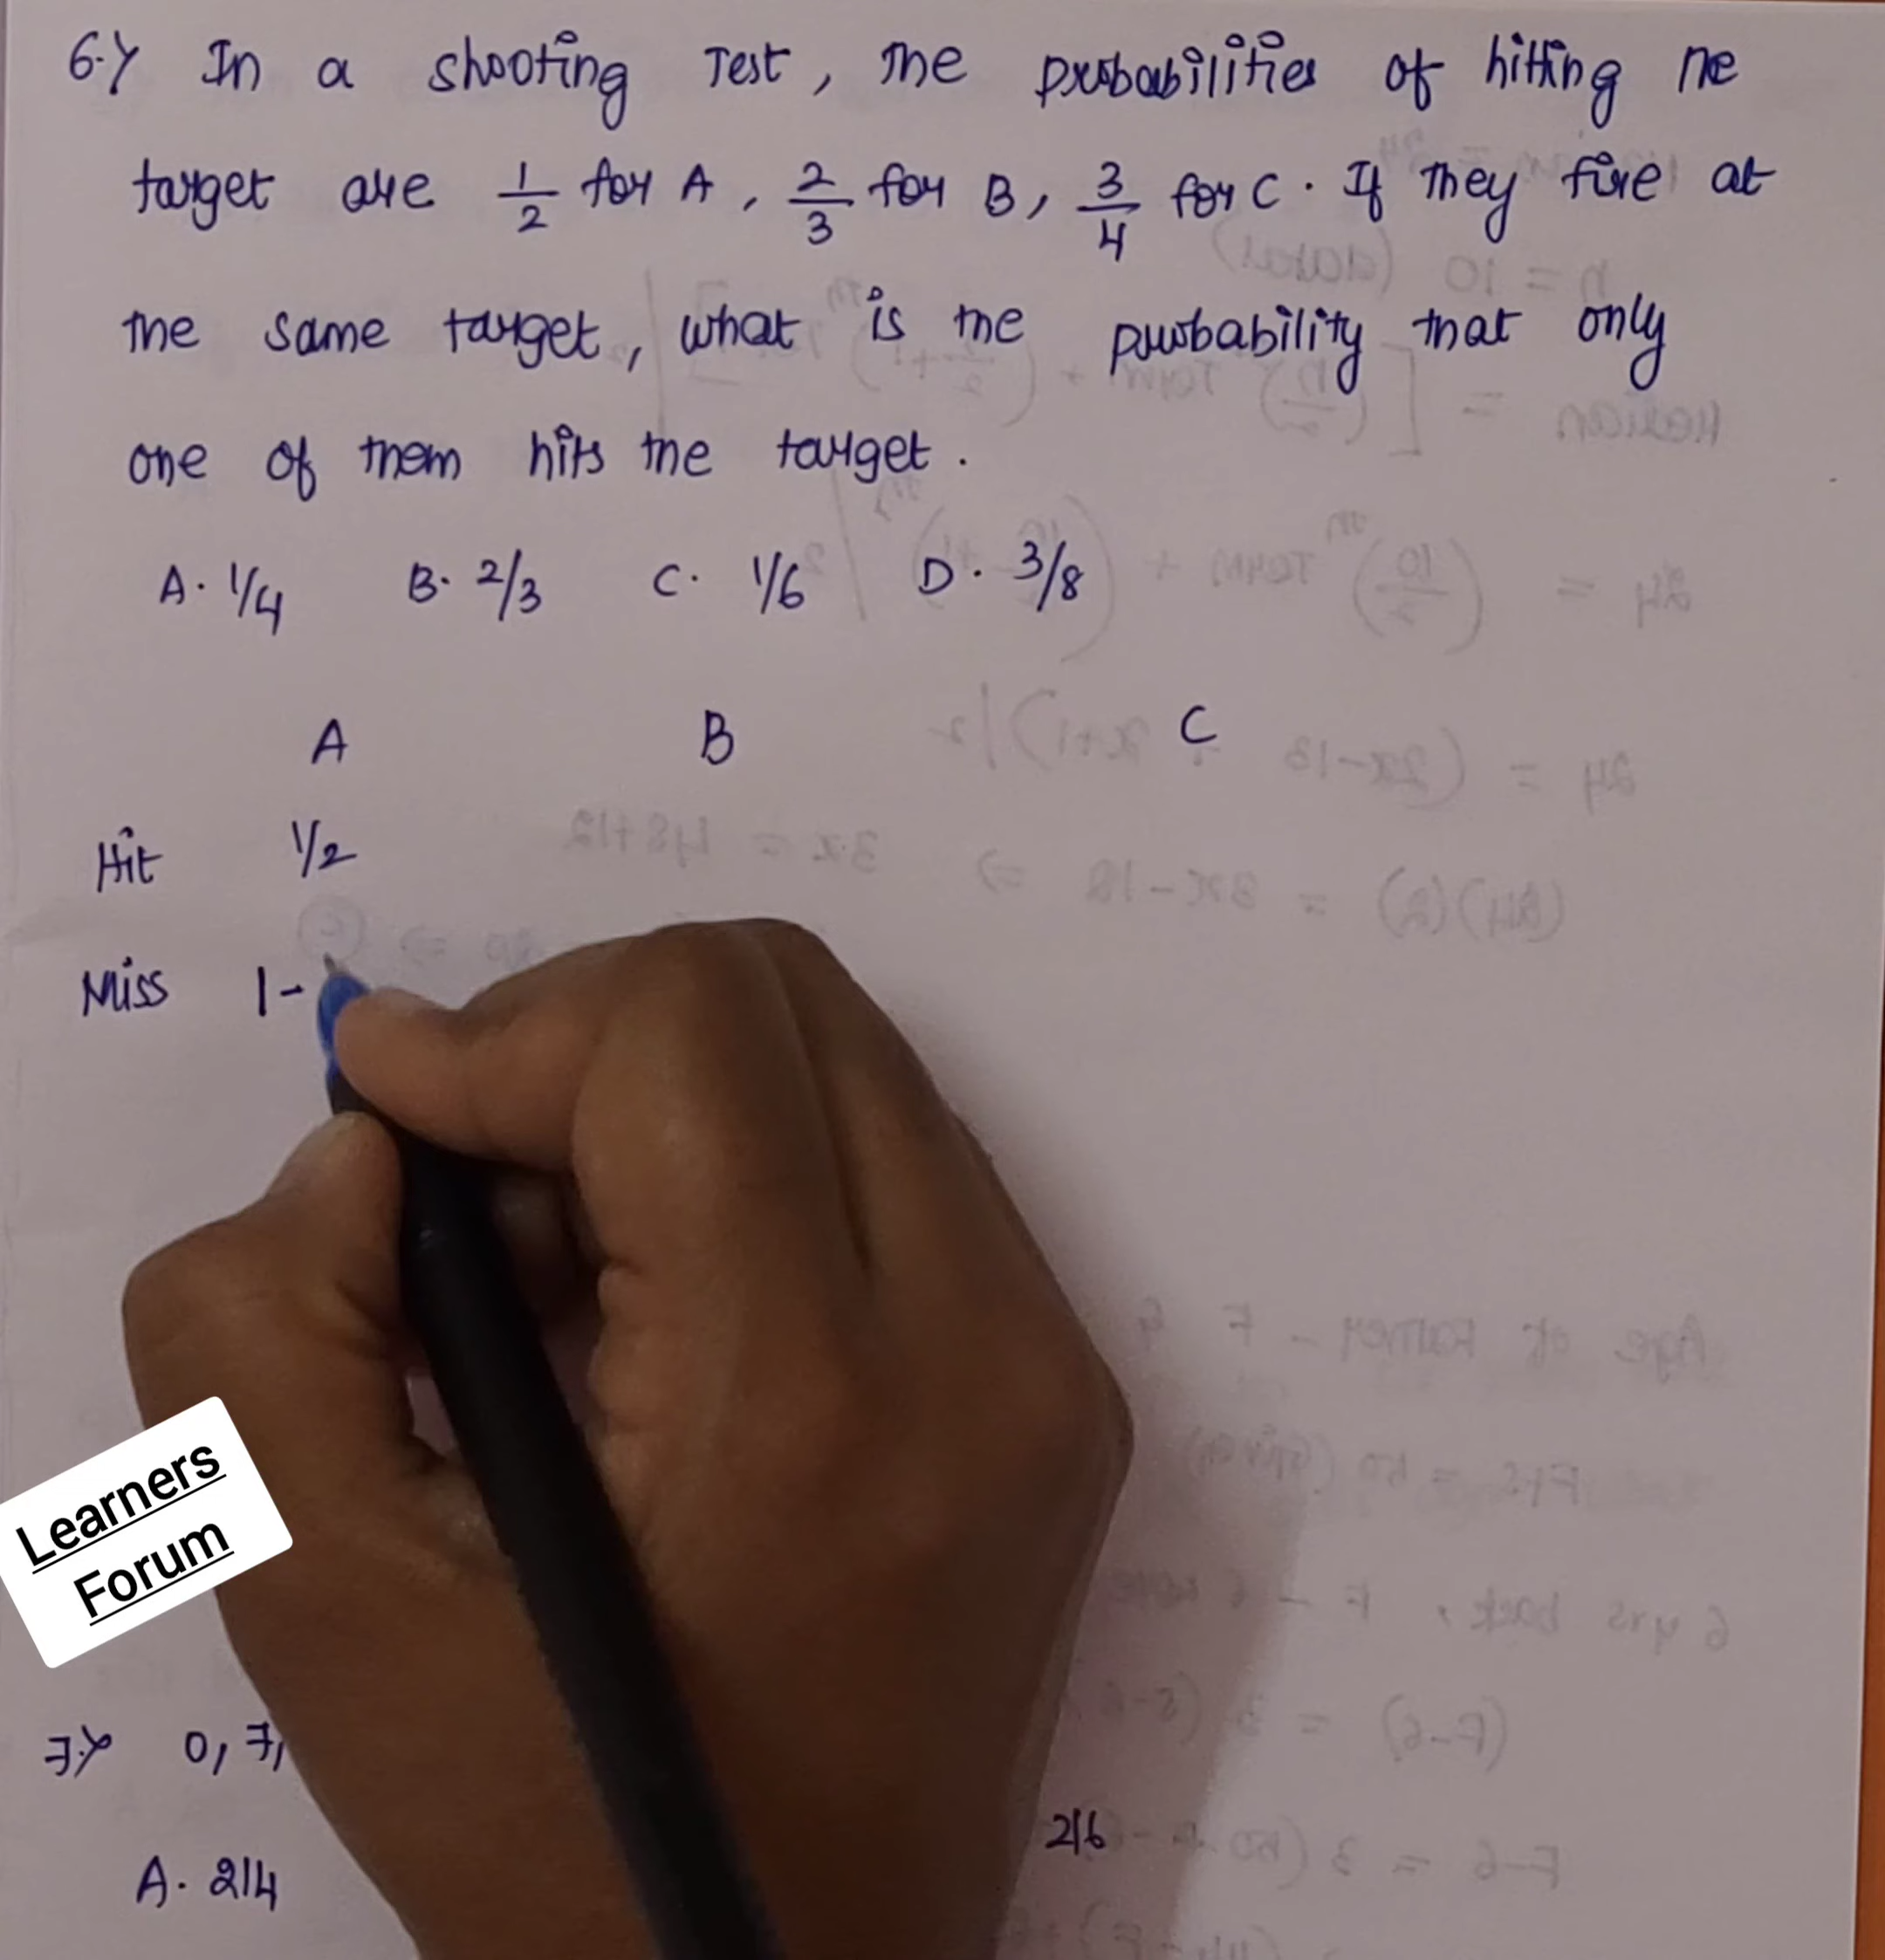 6.) In a shooting Test, the probabilities of hitting the
target are 1/2 for A, 2/3 for B, 3/4 for C. If they fire at
the same target, what is the probability that only
one of them hits the target.
A. 1/4 B. 2/3 C. 1/6 D. 3/8
A B C
Hit 1/2
Miss 1-
Learners
Forum
7.) 0, 7,
216
A. 214